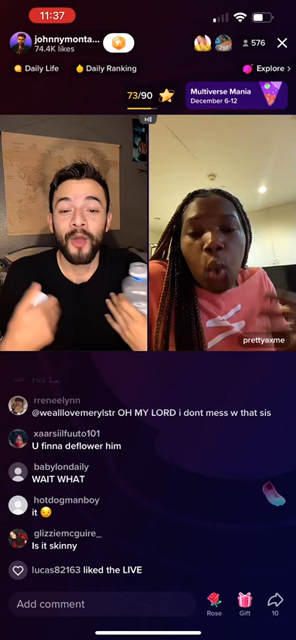 11:37
johnnymonta...
74.4K likes
576
Daily Life
Daily Ranking
Explore >
73/90
Multiverse Mania
December 6-12
prettyaxme
rreneelynn
@wealllovemerylstr OH MY LORD i dont mess w that sis
xaarsiilfuuto101
U finna deflower him
babylondaily
WAIT WHAT
hotdogmanboy
it 😏
glizziemcguire_
Is it skinny
lucas82163 liked the LIVE
Add comment
Rose
Gift
10